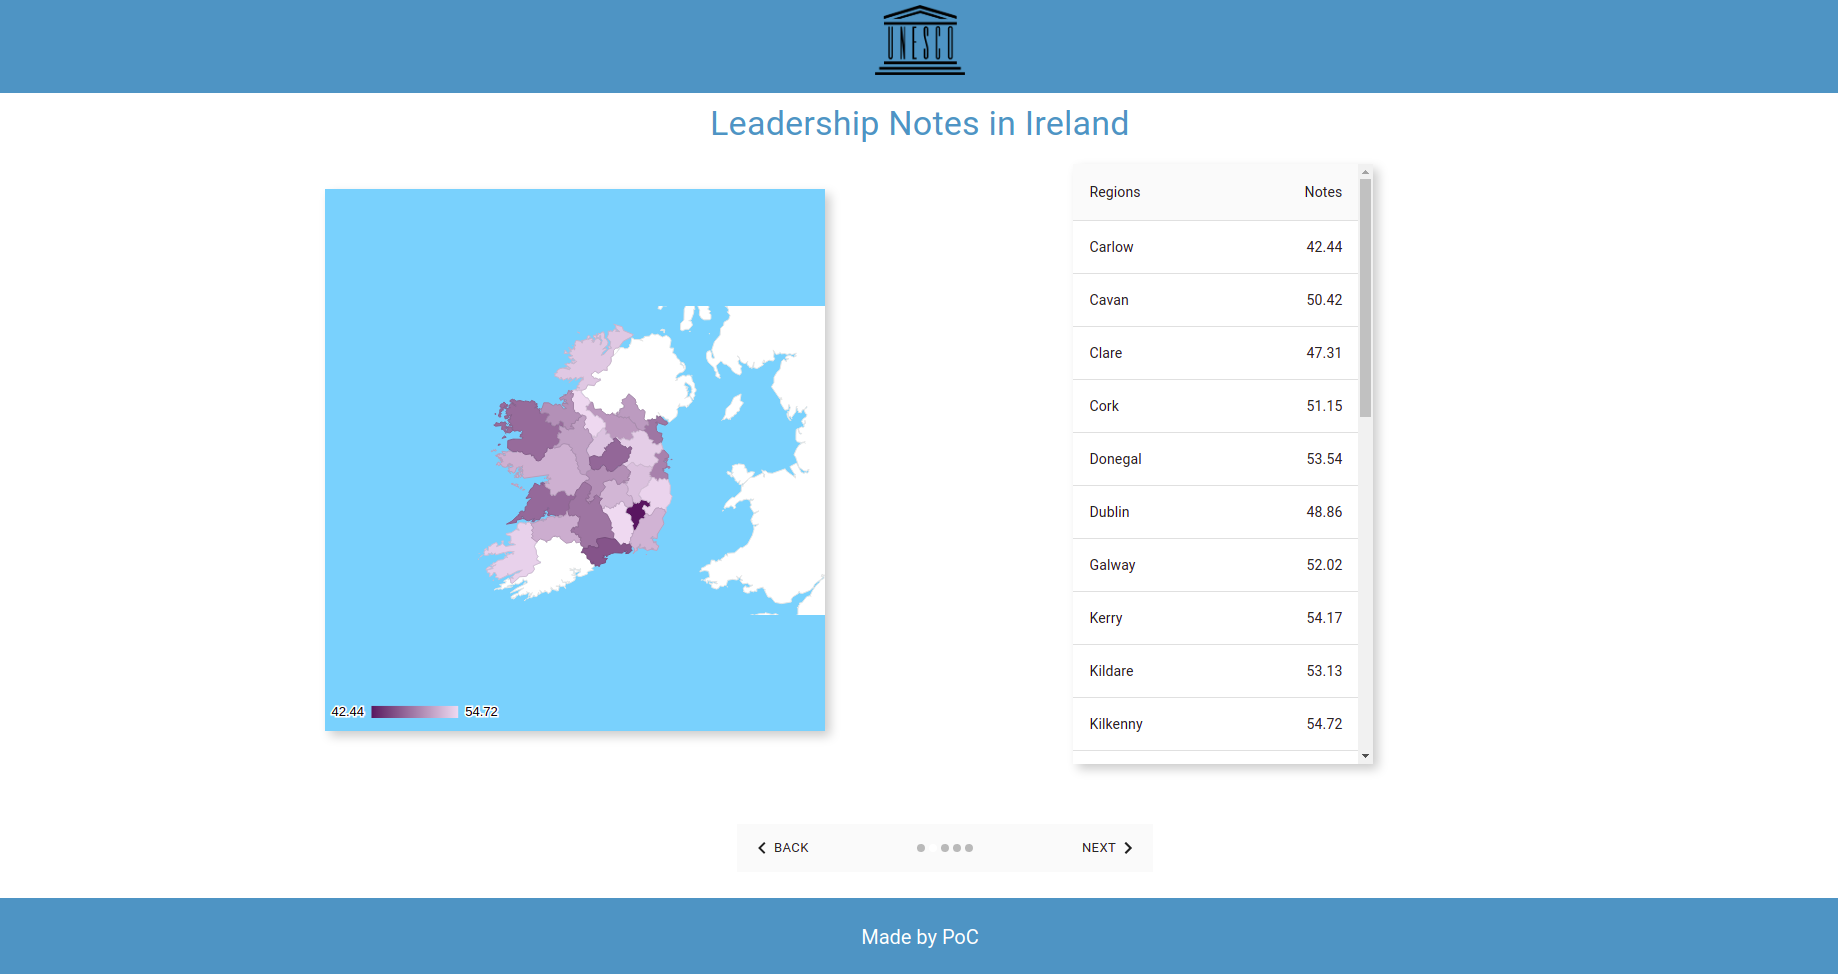 UNESCO
Leadership Notes in Ireland
Regions Notes
Carlow 42.44
Cavan 50.42
Clare 47.31
Cork 51.15
Donegal 53.54
Dublin 48.86
Galway 52.02
Kerry 54.17
Kildare 53.13
Kilkenny 54.72
42.44 54.72
BACK NEXT
Made by PoC